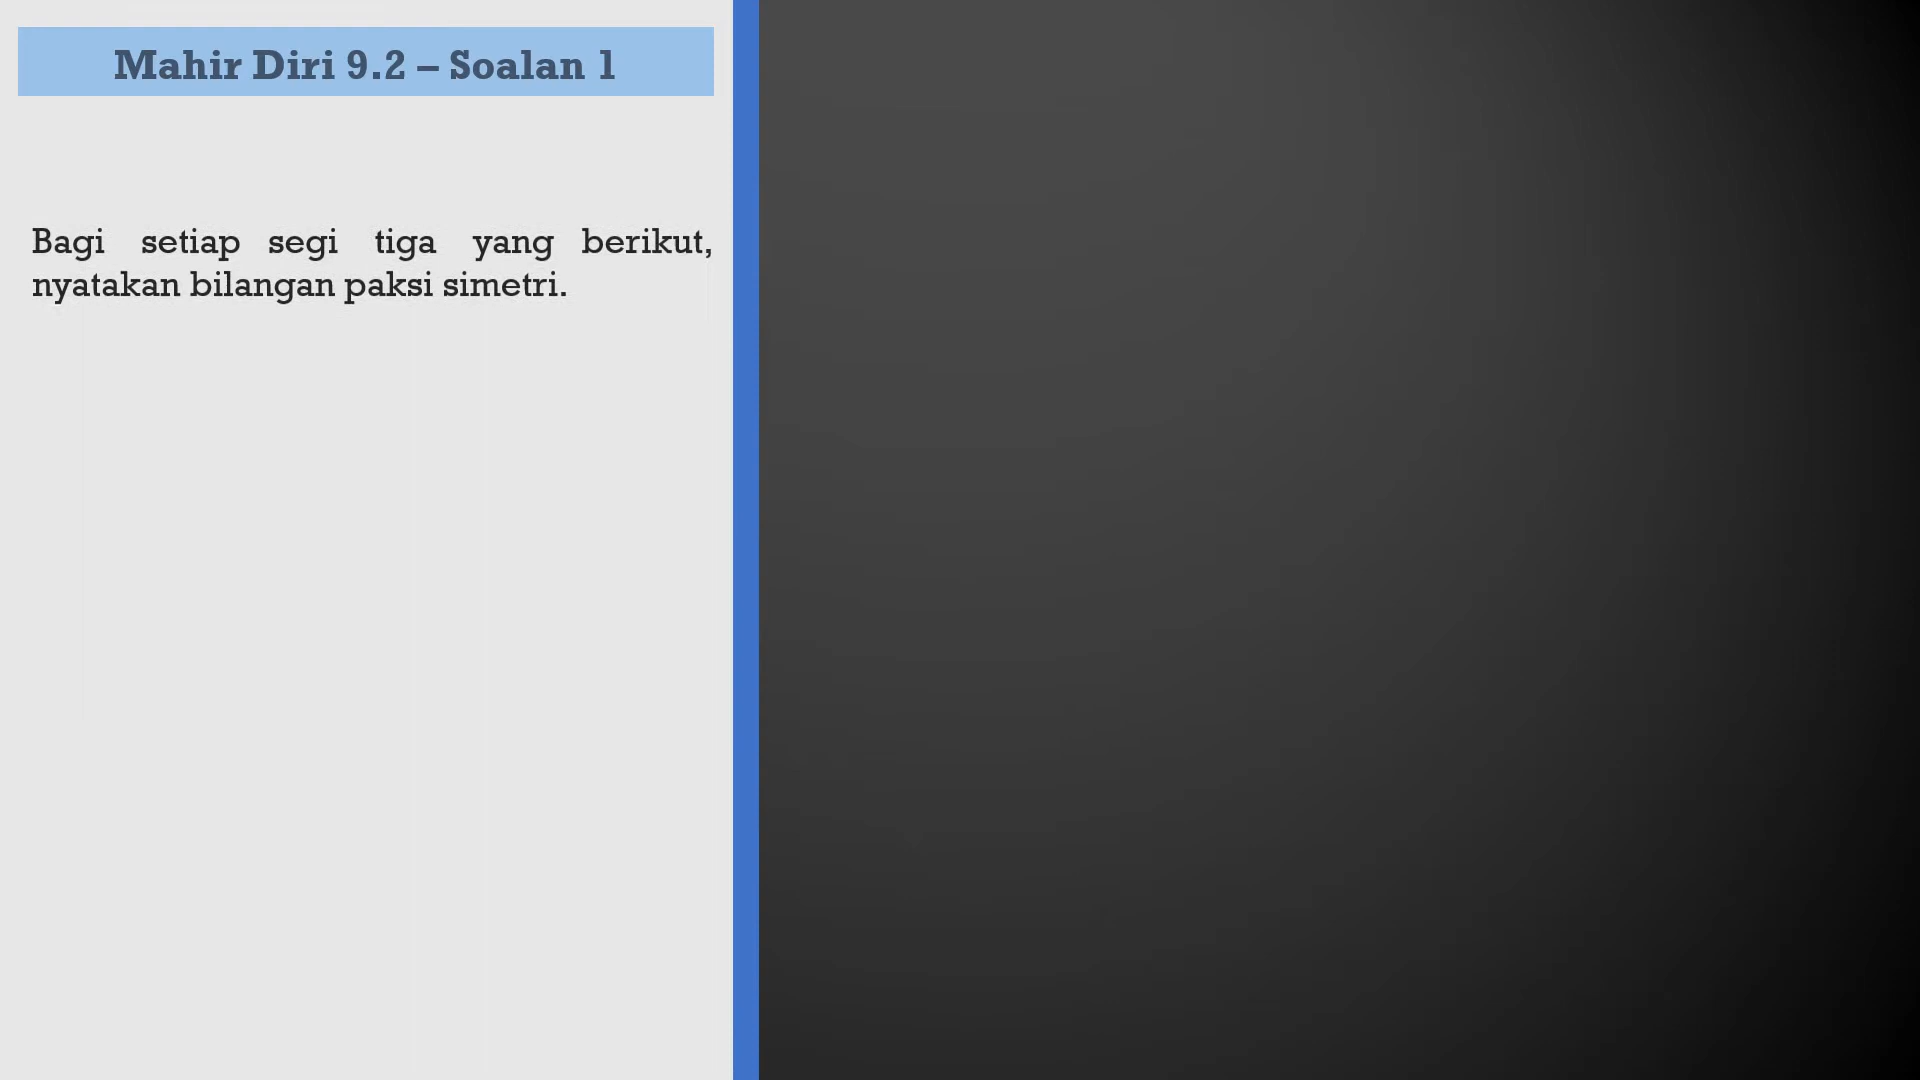 Mahir Diri 9.2 – Soalan 1
Bagi setiap segi tiga yang berikut,
nyatakan bilangan paksi simetri.